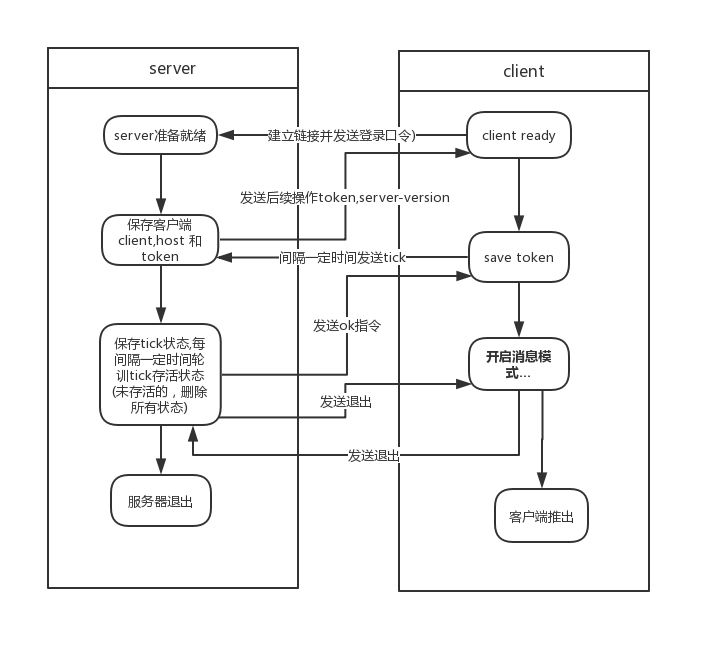 server
client
server准备就绪
建立链接并发送登录口令)
client ready
发送后续操作token,server-version
保存客户端
client,host 和
token
间隔一定时间发送tick
save token
发送ok指令
保存tick状态,每
间隔一定时间轮
训tick存活状态
(未存活的，删除
所有状态)
开启消息模
式...
发送退出
发送退出
服务器退出
客户端推出